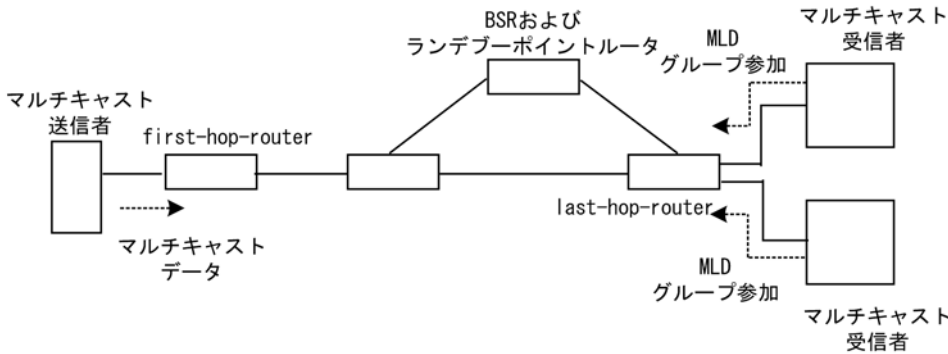 BSRおよび
ランデブーポイントルータ
マルチキャスト
受信者
MLD
グループ参加
マルチキャスト
送信者
first-hop-router
last-hop-router
マルチキャスト
データ
MLD
グループ参加
マルチキャスト
受信者